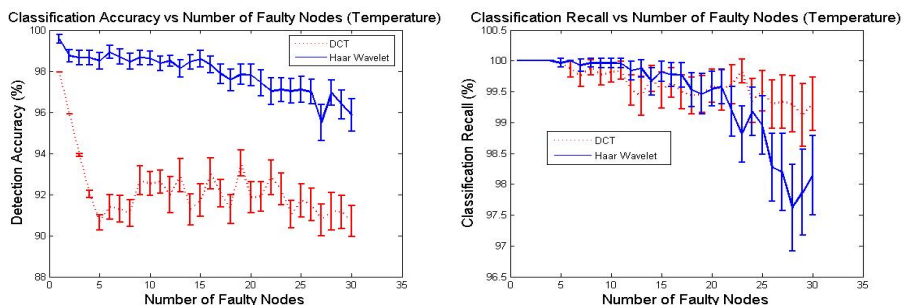 Classification Accuracy vs Number of Faulty Nodes (Temperature)
100
98
96
94
92
90
88
Detection Accuracy (%)
DCT
Haar Wavelet
0 5 10 15 20 25 30 35
Number of Faulty Nodes
Classification Recall vs Number of Faulty Nodes (Temperature)
100
99.5
99
98.5
98
97.5
97
96.5
Classification Recall (%)
DCT
Haar Wavelet
0 5 10 15 20 25 30 35
Number of Faulty Nodes